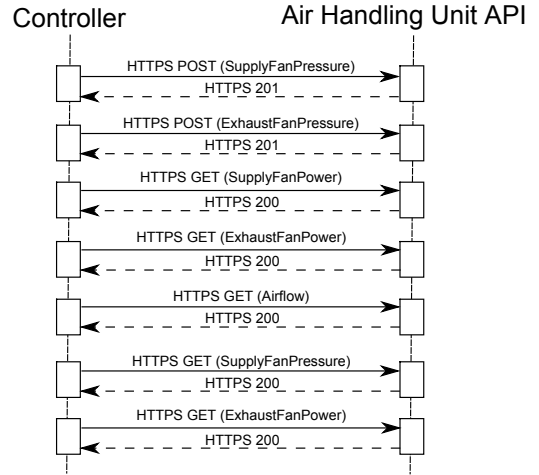 Controller
Air Handling Unit API
HTTPS POST (SupplyFanPressure)
HTTPS 201
HTTPS POST (ExhaustFanPressure)
HTTPS 201
HTTPS GET (SupplyFanPower)
HTTPS 200
HTTPS GET (ExhaustFanPower)
HTTPS 200
HTTPS GET (Airflow)
HTTPS 200
HTTPS GET (SupplyFanPressure)
HTTPS 200
HTTPS GET (ExhaustFanPower)
HTTPS 200